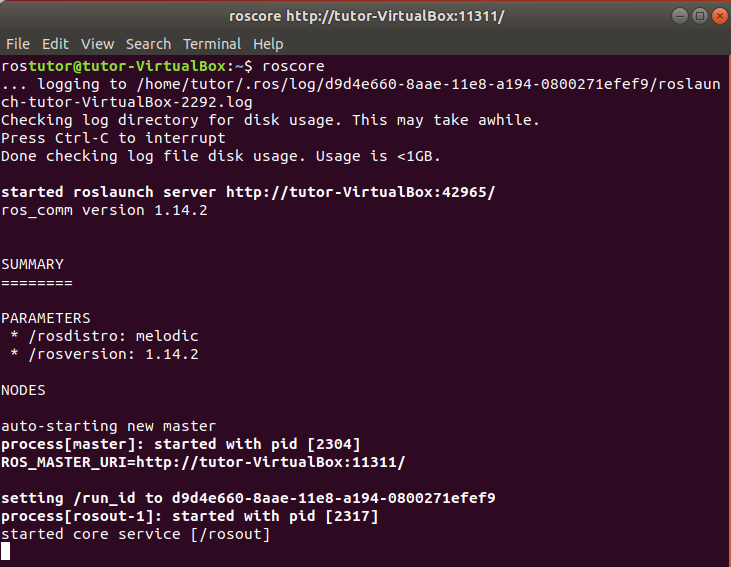 roscore http://tutor-VirtualBox:11311/
File Edit View Search Terminal Help
rostutor@tutor-VirtualBox:~$ roscore
... logging to /home/tutor/.ros/log/d9d4e660-8aae-11e8-a194-0800271efef9/roslaun
ch-tutor-VirtualBox-2292.log
Checking log directory for disk usage. This may take awhile.
Press Ctrl-C to interrupt
Done checking log file disk usage. Usage is <1GB.
started roslaunch server http://tutor-VirtualBox:42965/
ros_comm version 1.14.2
SUMMARY
========
PARAMETERS
 * /rosdistro: melodic
 * /rosversion: 1.14.2
NODES
auto-starting new master
process[master]: started with pid [2304]
ROS_MASTER_URI=http://tutor-VirtualBox:11311/
setting /run_id to d9d4e660-8aae-11e8-a194-0800271efef9
process[rosout-1]: started with pid [2317]
started core service [/rosout]